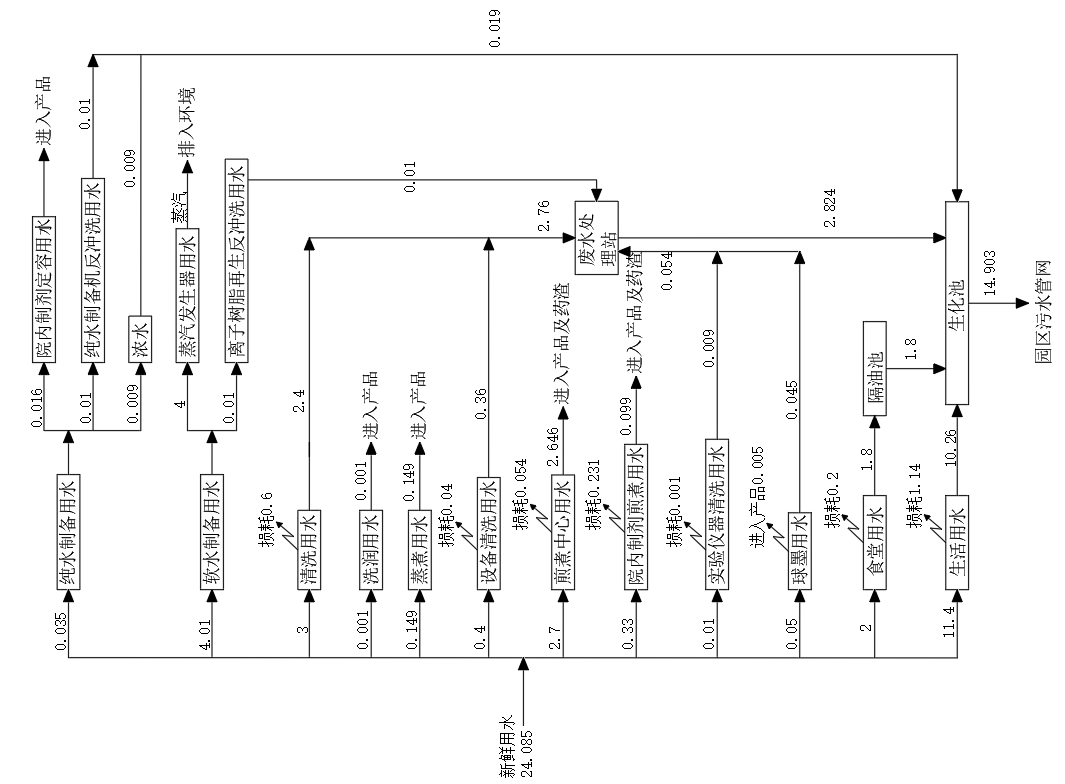 新鲜用水
24.085
0.035
纯水制备用水
0.016
院内制剂定容用水
进入产品
0.01
纯水制备机反冲洗用水
0.01
0.009
浓水
0.009
0.019
4.01
软水制备用水
4
蒸汽发生器用水
蒸汽
排入环境
0.01
离子树脂再生反冲洗用水
0.01
3
清洗用水
损耗0.6
2.4
0.001
洗润用水
0.001
进入产品
0.149
蒸煮用水
0.149
进入产品
0.4
设备清洗用水
损耗0.04
0.36
2.76
2.7
煎煮中心用水
损耗0.054
2.646
进入产品及药渣
0.33
院内制剂煎煮用水
损耗0.231
0.099
进入产品及药渣
0.01
实验仪器清洗用水
损耗0.001
0.009
0.05
球墨用水
进入产品0.005
0.045
0.054
废水处
理站
2.824
2
食堂用水
损耗0.2
1.8
隔油池
1.8
11.4
生活用水
损耗1.14
10.26
生化池
14.903
园区污水管网